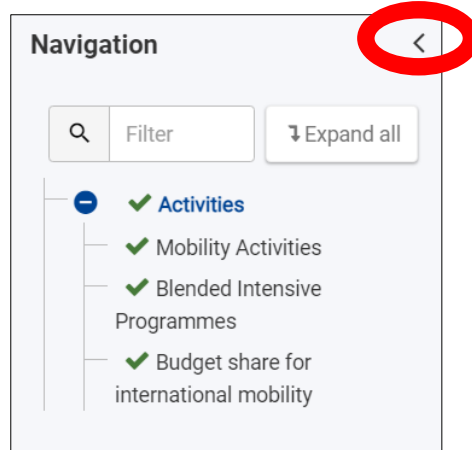 Navigation
Filter
Expand all
Activities
Mobility Activities
Blended Intensive
Programmes
Budget share for
international mobility